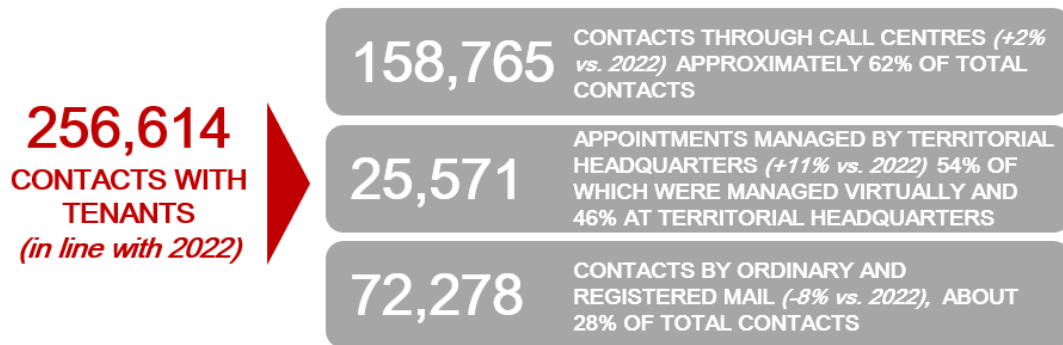 256,614
CONTACTS WITH
TENANTS
(in line with 2022)
158,765
CONTACTS THROUGH CALL CENTRES (+2%
vs. 2022) APPROXIMATELY 62% OF TOTAL
CONTACTS
25,571
APPOINTMENTS MANAGED BY TERRITORIAL
HEADQUARTERS (+11% vs. 2022) 54% OF
WHICH WERE MANAGED VIRTUALLY AND
46% AT TERRITORIAL HEADQUARTERS
72,278
CONTACTS BY ORDINARY AND
REGISTERED MAIL (-8% vs. 2022), ABOUT
28% OF TOTAL CONTACTS